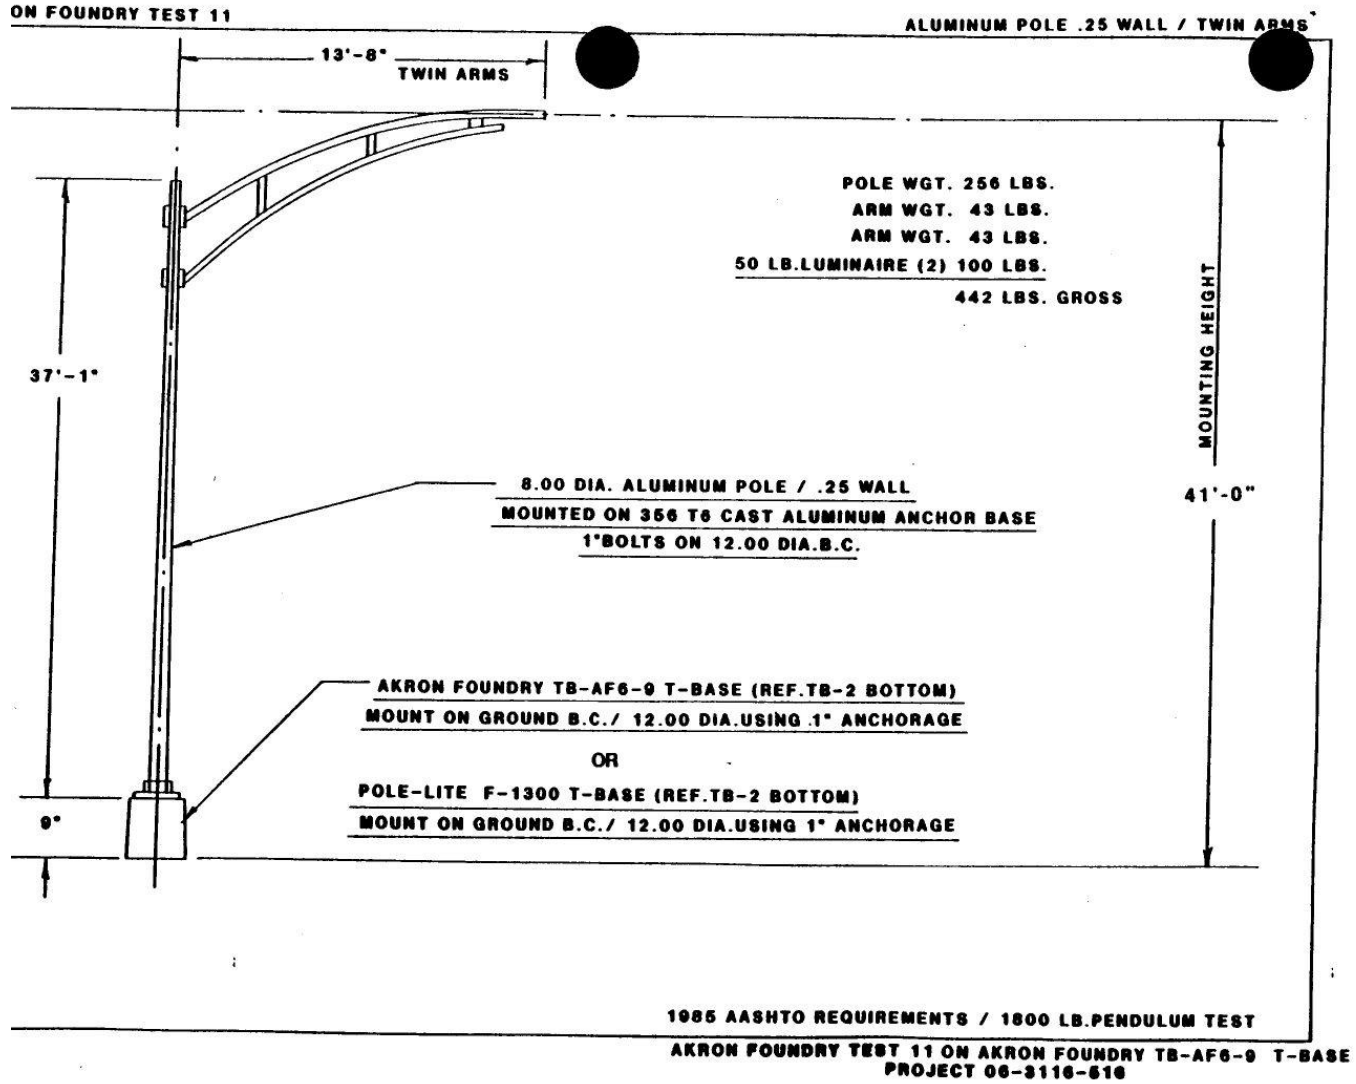 ON FOUNDRY TEST 11
ALUMINUM POLE .25 WALL / TWIN ARMS
13'-8"
TWIN ARMS
POLE WGT. 256 LBS.
ARM WGT. 43 LBS.
ARM WGT. 43 LBS.
50 LB.LUMINAIRE (2) 100 LBS.
442 LBS. GROSS
MOUNTING HEIGHT
37'-1"
41'-0"
8.00 DIA. ALUMINUM POLE / .25 WALL
MOUNTED ON 356 T6 CAST ALUMINUM ANCHOR BASE
1"BOLTS ON 12.00 DIA.B.C.
AKRON FOUNDRY TB-AF6-9 T-BASE (REF.TB-2 BOTTOM)
MOUNT ON GROUND B.C./ 12.00 DIA.USING 1" ANCHORAGE
OR
POLE-LITE F-1300 T-BASE (REF.TB-2 BOTTOM)
MOUNT ON GROUND B.C./ 12.00 DIA.USING 1" ANCHORAGE
9"
1985 AASHTO REQUIREMENTS / 1800 LB.PENDULUM TEST
AKRON FOUNDRY TEST 11 ON AKRON FOUNDRY TB-AF6-9 T-BASE
PROJECT 06-3116-516